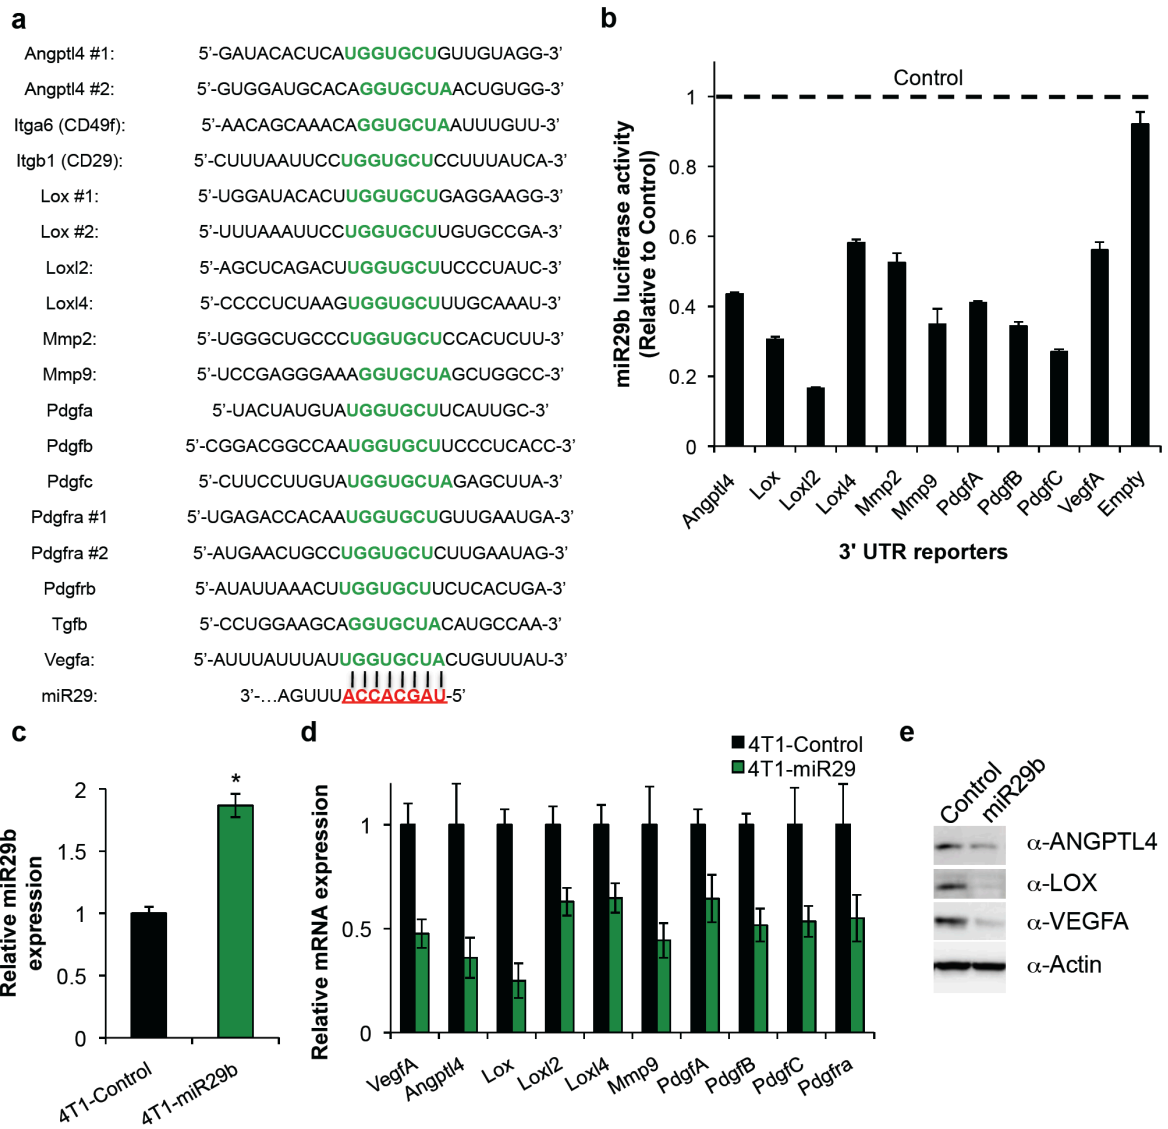 a
Angptl4 #1: 5’-GAUACACUCAUGGUGCUGUUGUAGG-3’
Angptl4 #2: 5’-GUGGAUGCACAGGUGCUAACUGUGG-3’
Itga6 (CD49f): 5’-AACAGCAAACAGGUGCUAAUUUGUU-3’
Itgb1 (CD29): 5’-CUUUAAUUCCUGGUGCUCCUUUAUCA-3’
Lox #1: 5’-UGGAUACACUUGGUGCUGAGGAAGG-3’
Lox #2: 5’-UUUAAAUUCCUGGUGCUUGUGCCGA-3’
Loxl2: 5’-AGCUCAGACUUGGUGCUUCCCUAUC-3’
Loxl4: 5’-CCCCUCUAAGUGGUGCUUUGCAAAU-3’
Mmp2: 5’-UGGGCUGCCCUGGUGCUCCACUCUU-3’
Mmp9: 5’-UCCGAGGGAAAGGUGCUAGCUGGCC-3’
Pdgfa 5’-UACUAUGUAUGGUGCUUCAUUGC-3’
Pdgfb 5’-CGGACGGCCAAUGGUGCUUCCCUCACC-3’
Pdgfc 5’-CUUCCUUGUAUGGUGCUAGAGCUUA-3’
Pdgfra #1 5’-UGAGACCACAAUGGUGCUGUUGAAUGA-3’
Pdgfra #2 5’-AUGAACUGCCUGGUGCUCUUGAAUAG-3’
Pdgfrb 5’-AUAUUAAACUUGGUGCUUCUCACUGA-3’
Tgfb 5’-CCUGGAAGCAGGUGCUACAUGCCAA-3’
Vegfa: 5’-AUUUAUUUAUUGGUGCUACUGUUUAU-3’
miR29: 3’-…AGUUUACCACGAU-5’
b
miR29b luciferase activity
(Relative to Control)
Control
1
0.8
0.6
0.4
0.2
0
Angptl4
Lox
Loxl2
Loxl4
Mmp2
Mmp9
PdgfA
PdgfB
PdgfC
VegfA
Empty
3' UTR reporters
c
Relative miR29b
expression
2
1.5
1
0.5
0
*
4T1-Control
4T1-miR29b
d
4T1-Control
4T1-miR29
Relative mRNA expression
1
0.5
0
VegfA
Angptl4
Lox
Loxl2
Loxl4
Mmp9
PdgfA
PdgfB
PdgfC
Pdgfra
e
Control
miR29b
α-ANGPTL4
α-LOX
α-VEGFA
α-Actin